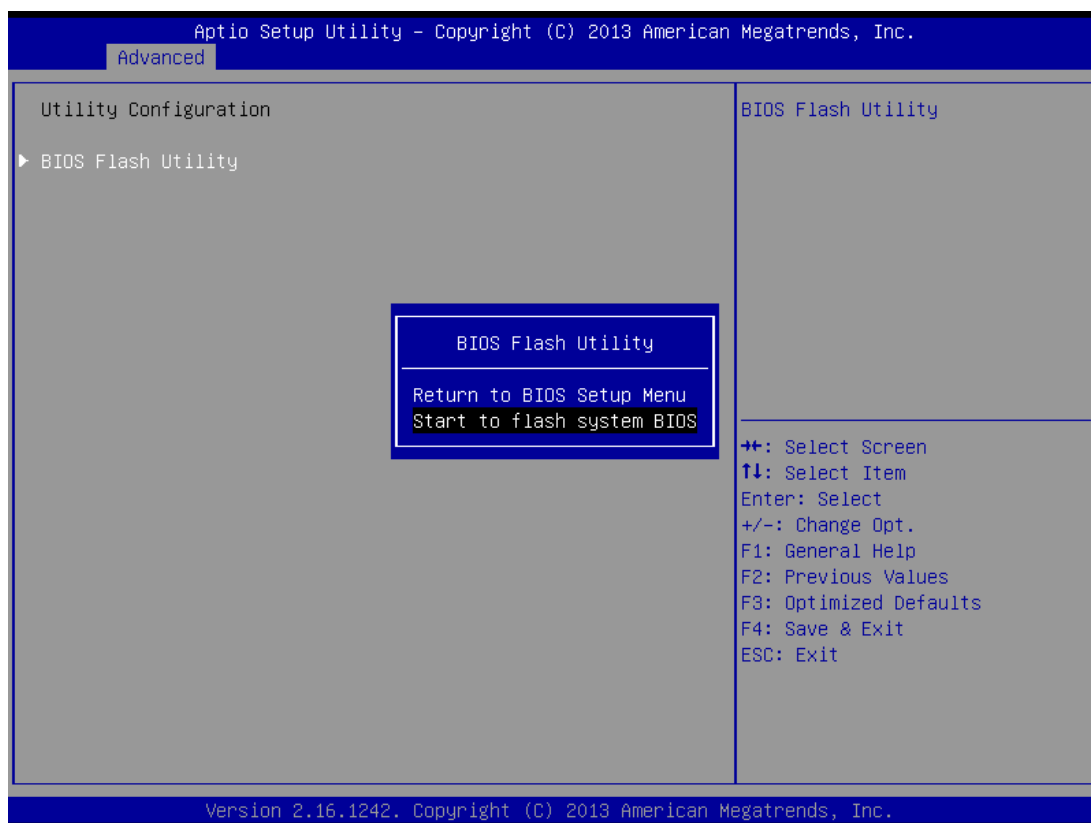 Aptio Setup Utility – Copyright (C) 2013 American Megatrends, Inc.
Advanced
Utility Configuration
BIOS Flash Utility
BIOS Flash Utility
BIOS Flash Utility
Return to BIOS Setup Menu
Start to flash system BIOS
→←: Select Screen
↑↓: Select Item
Enter: Select
+/-: Change Opt.
F1: General Help
F2: Previous Values
F3: Optimized Defaults
F4: Save & Exit
ESC: Exit
Version 2.16.1242. Copyright (C) 2013 American Megatrends, Inc.